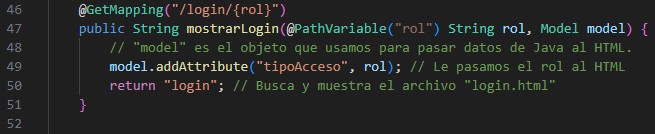 46 @GetMapping("/login/{rol}")
47 public String mostrarLogin(@PathVariable("rol") String rol, Model model) {
48 // "model" es el objeto que usamos para pasar datos de Java al HTML.
49 model.addAttribute("tipoAcceso", rol); // Le pasamos el rol al HTML
50 return "login"; // Busca y muestra el archivo "login.html"
51 }
52